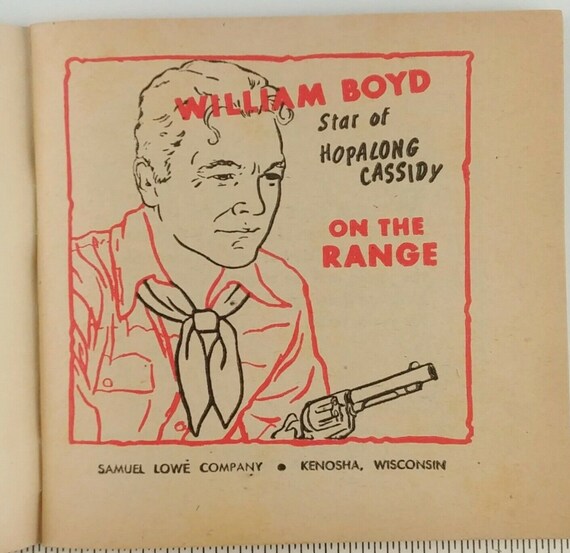 WILLIAM BOYD
Star of
HOPALONG
CASSIDY
ON THE
RANGE
SAMUEL LOWE COMPANY • KENOSHA, WISCONSIN